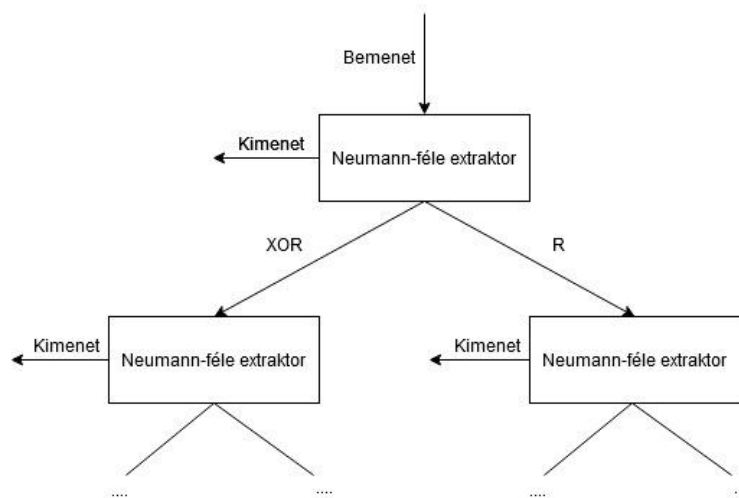 Bemenet
Kimenet
Neumann-féle extraktor
XOR
R
Kimenet
Neumann-féle extraktor
Kimenet
Neumann-féle extraktor
....
....
....
...